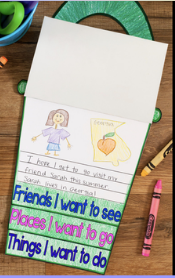 Georgia
I hope I get to go visit my
friend Sarah this summer.
Sarah lives in Georgia!
Friends I want to see
Places I want to go
Things I want to do